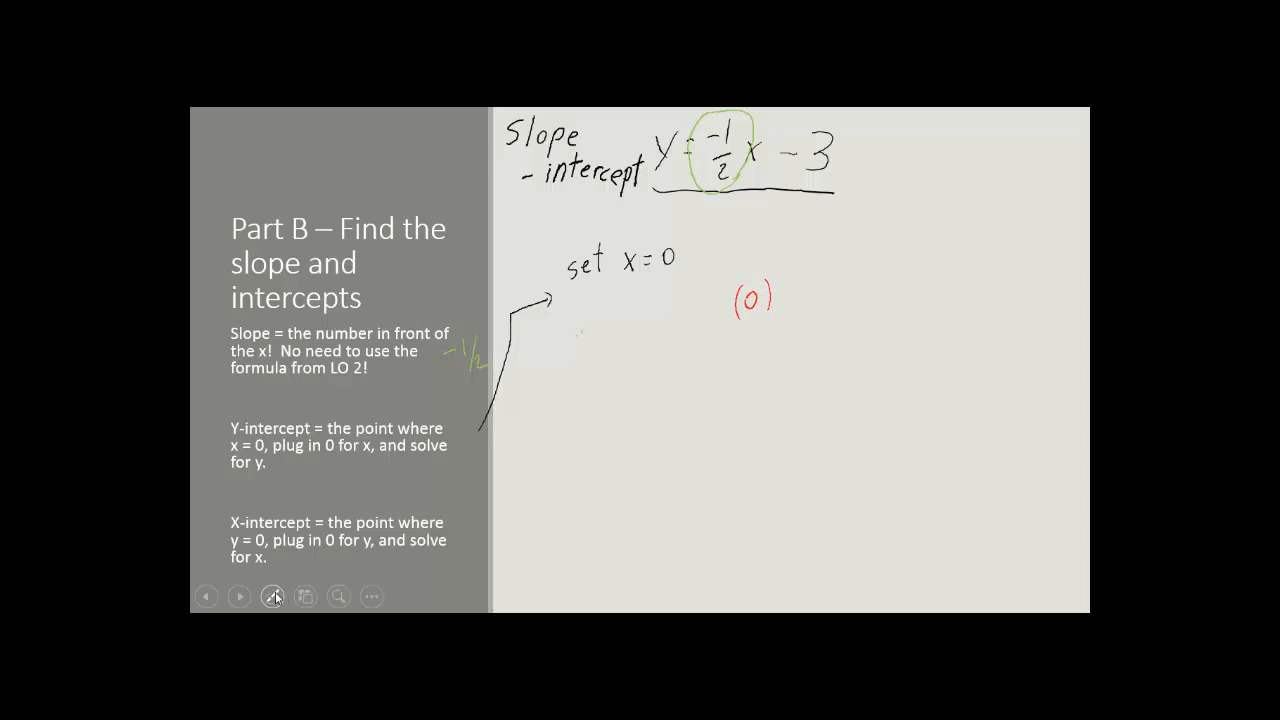 Part B – Find the
slope and
intercepts
Slope = the number in front of
the x!  No need to use the
formula from LO 2!
-1/2
Y-intercept = the point where
x = 0, plug in 0 for x, and solve
for y.
X-intercept = the point where
y = 0, plug in 0 for y, and solve
for x.
Slope
- intercept y = -1/2 x - 3
set x = 0
(0)